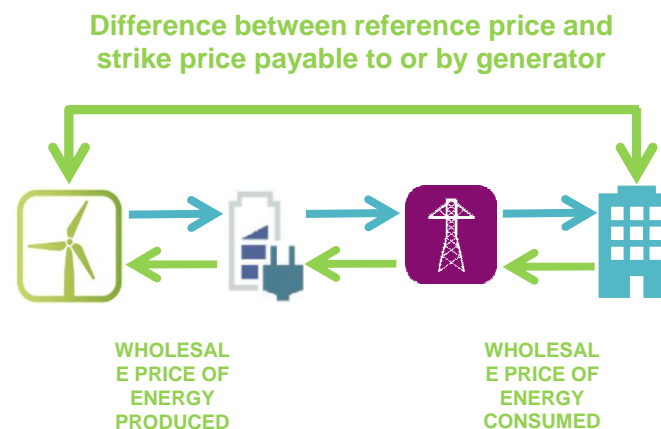 Difference between reference price and
strike price payable to or by generator
WHOLESAL
E PRICE OF
ENERGY
PRODUCED
WHOLESAL
E PRICE OF
ENERGY
CONSUMED